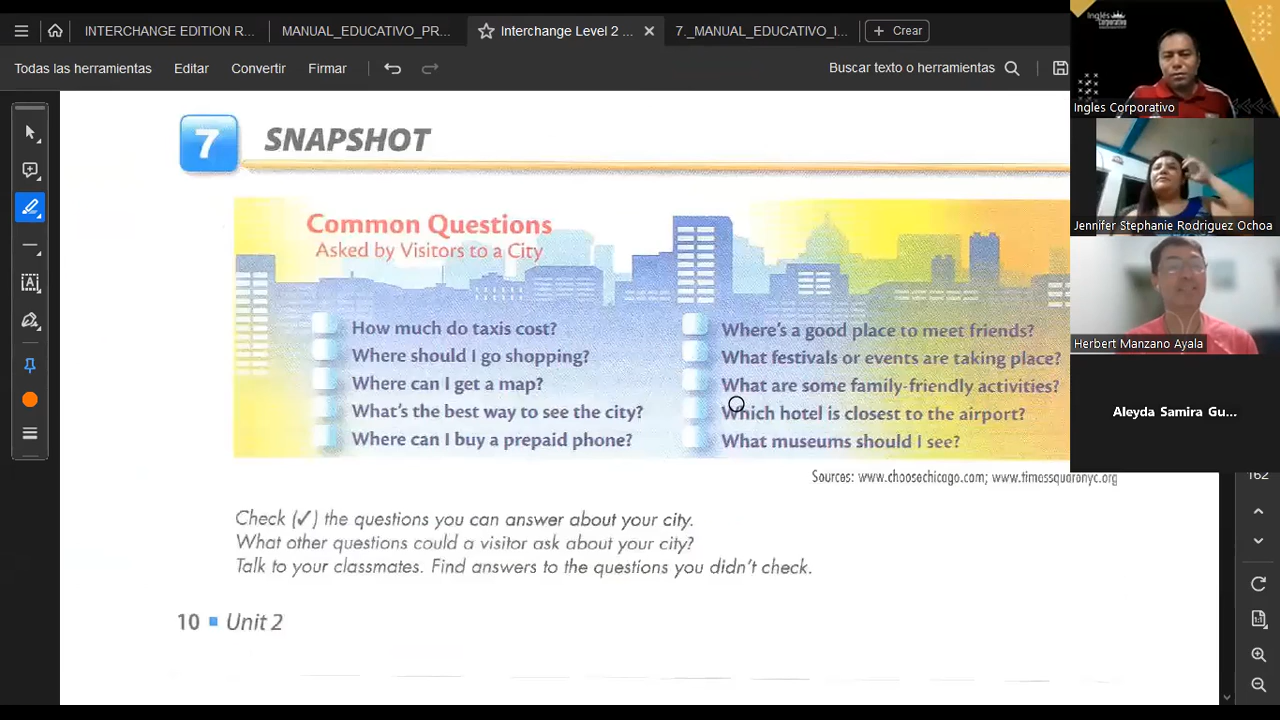 INTERCHANGE EDITION R...
MANUAL_EDUCATIVO_PR...
Interchange Level 2 ...
7._MANUAL_EDUCATIVO_I...
Crear
Todas las herramientas
Editar
Convertir
Firmar
Buscar texto o herramientas
Inglés Corporativo
Ingles Corporativo
Jennifer Stephanie Rodriguez Ochoa
Herbert Manzano Ayala
Aleyda Samira Gu...
7 SNAPSHOT
Common Questions
Asked by Visitors to a City
How much do taxis cost?
Where should I go shopping?
Where can I get a map?
What's the best way to see the city?
Where can I buy a prepaid phone?
Where's a good place to meet friends?
What festivals or events are taking place?
What are some family-friendly activities?
Which hotel is closest to the airport?
What museums should I see?
Sources: www.choosechicago.com; www.timessquarenyc.org
Check (✓) the questions you can answer about your city.
What other questions could a visitor ask about your city?
Talk to your classmates. Find answers to the questions you didn't check.
10 Unit 2
162